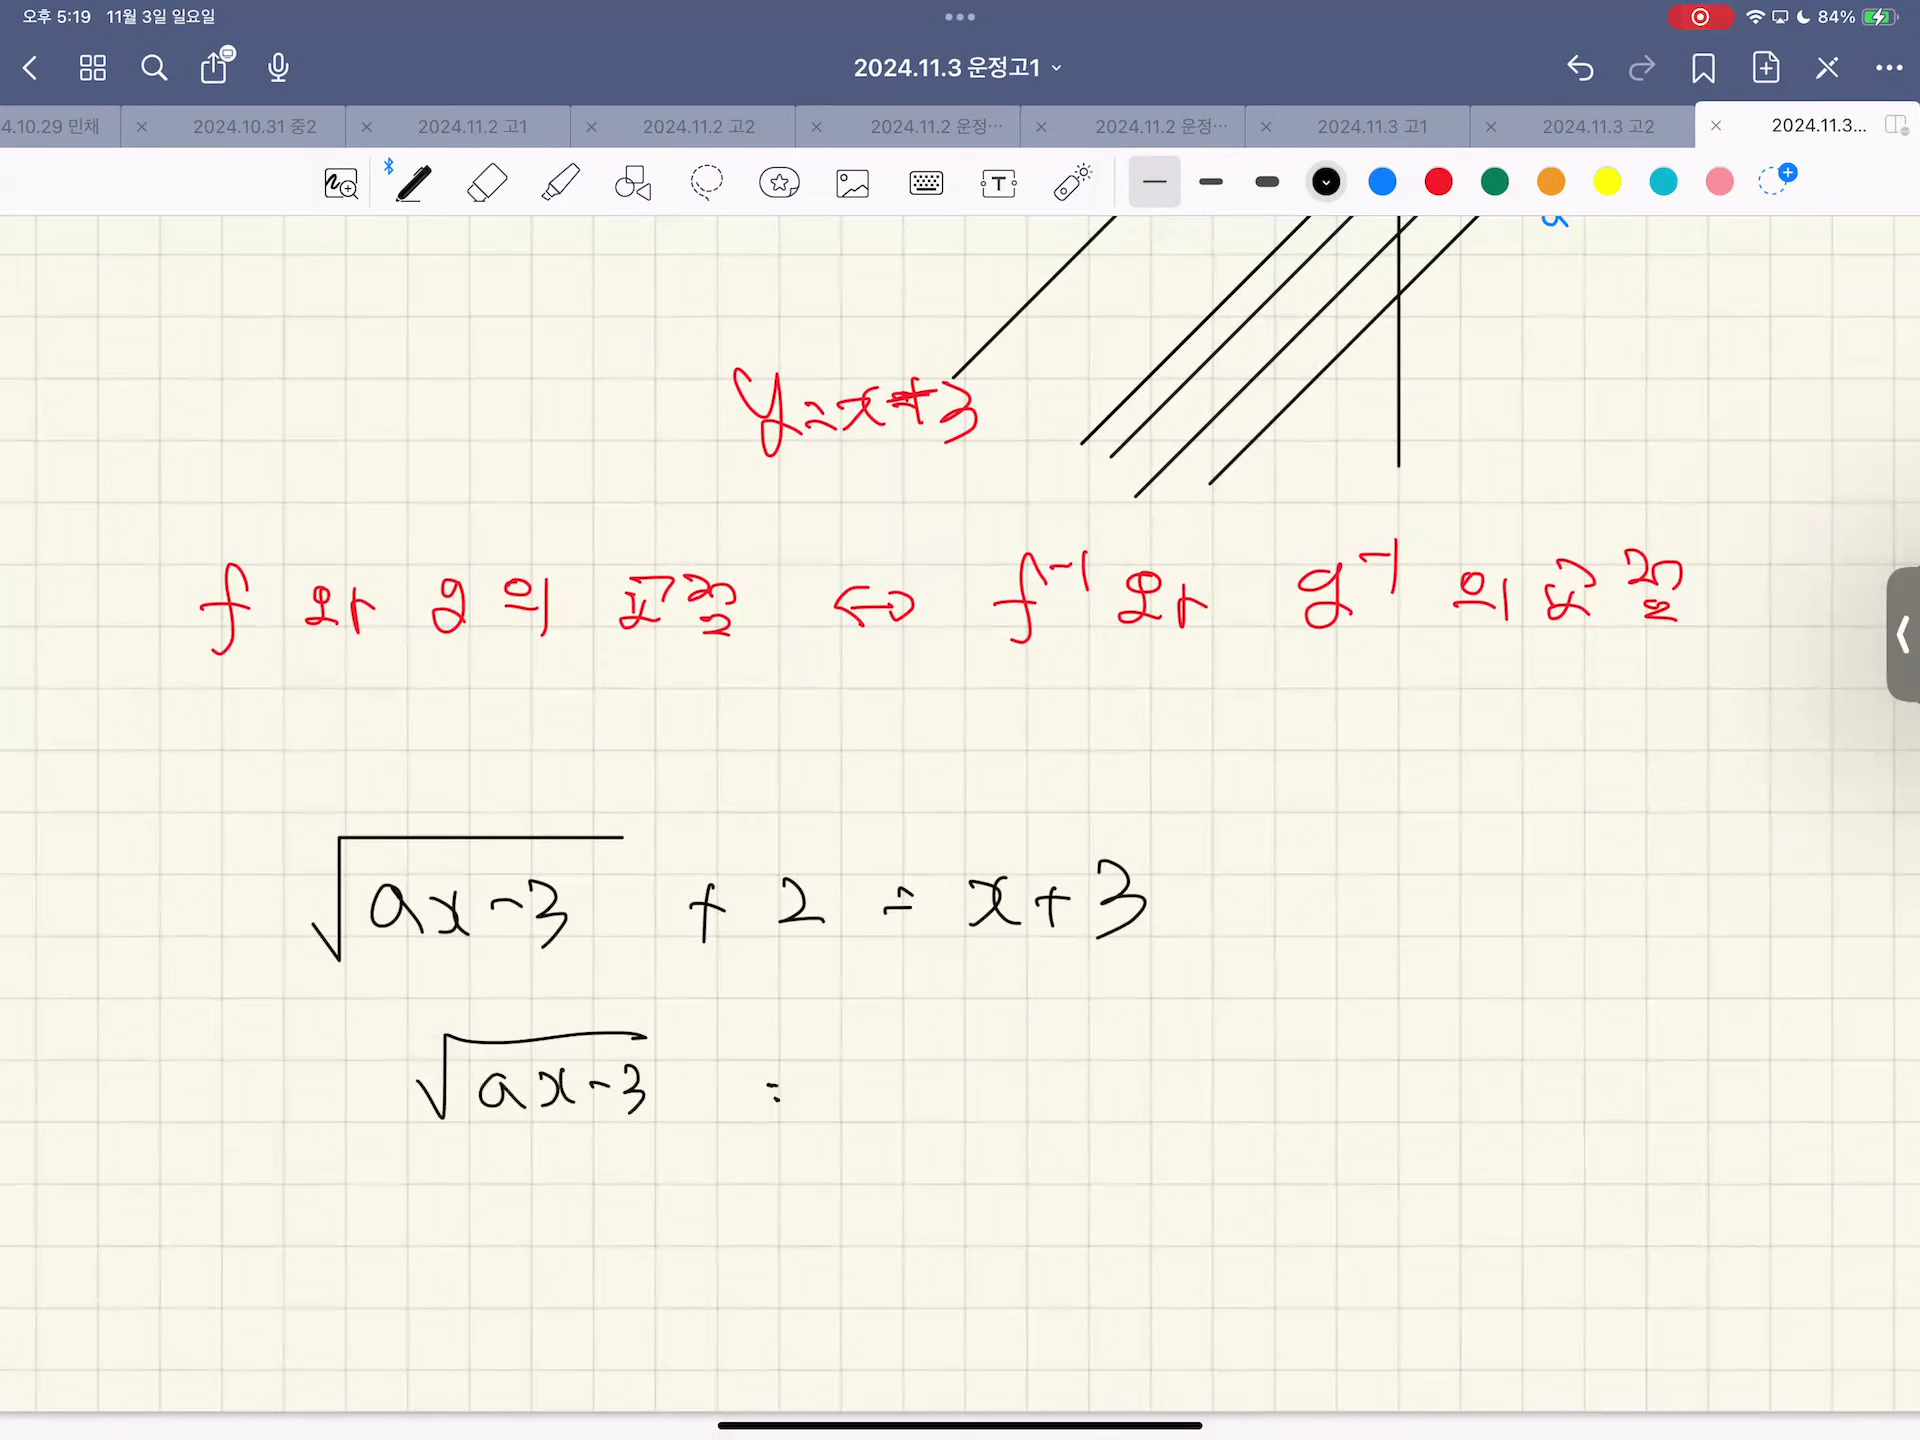 오후 5:19 11월 3일 일요일
84%
2024.11.3 운정고1
4.10.29 민채
2024.10.31 중2
2024.11.2 고1
2024.11.2 고2
2024.11.2 운정…
2024.11.2 운정…
2024.11.3 고1
2024.11.3 고2
2024.11.3...
y=x+3
f 와 g의 교점 ⇔ f⁻¹와 g⁻¹의 교점
√(ax-3) + 2 = x+3
√(ax-3) =